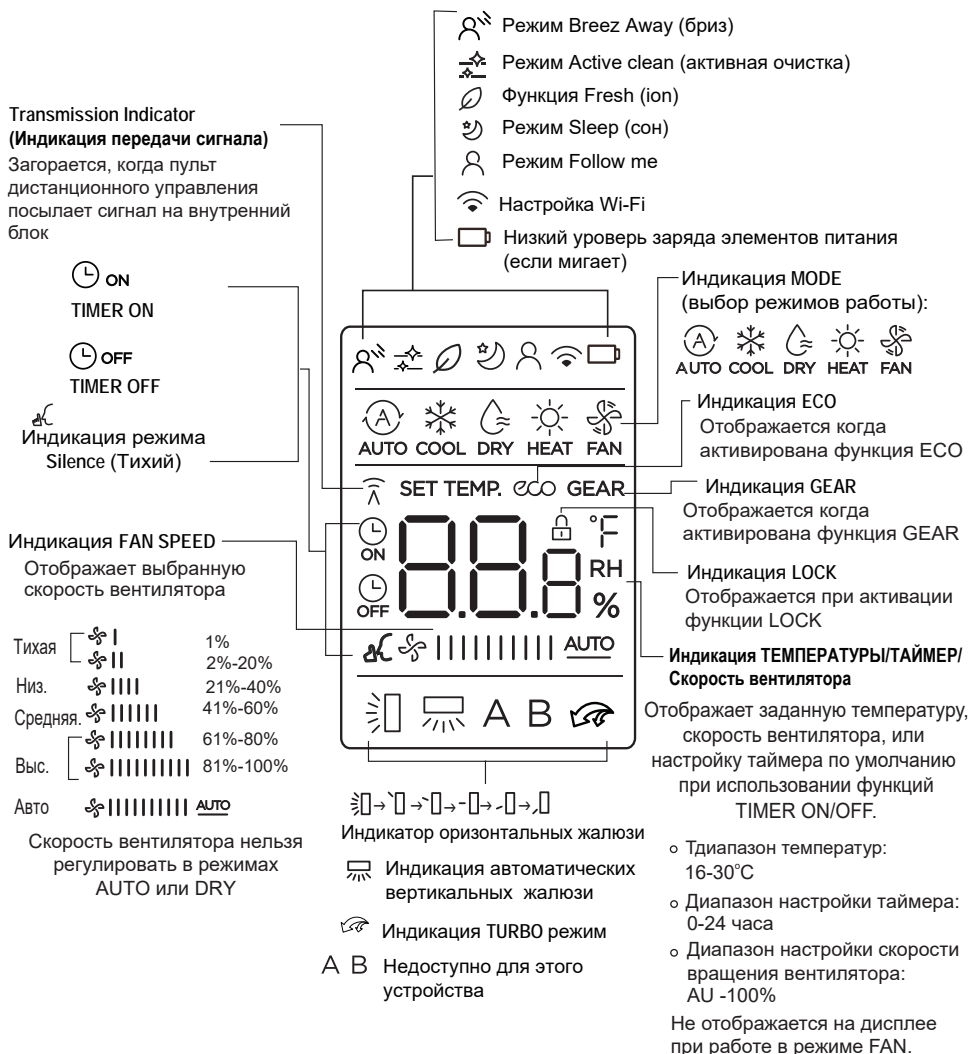 Режим Breez Away (бриз)
Режим Active clean (активная очистка)
Функция Fresh (ion)
Режим Sleep (сон)
Режим Follow me
Настройка Wi-Fi
Низкий уроверь заряда элементов питания
(если мигает)
Transmission Indicator
(Индикация передачи сигнала)
Загорается, когда пульт
дистанционного управления
посылает сигнал на внутренний
блок
ON
TIMER ON
OFF
TIMER OFF
Индикация режима
Silence (Тихий)
Индикация FAN SPEED
Отображает выбранную
скорость вентилятора
Тихая
1%
2%-20%
Низ.
21%-40%
Средняя.
41%-60%
Выс.
61%-80%
81%-100%
Авто
AUTO
Скорость вентилятора нельзя
регулировать в режимах
AUTO или DRY
AUTO COOL DRY HEAT FAN
SET TEMP. eco GEAR
ON
OFF
88.8
°F
RH
%
AUTO
A B
Индикатор оризонтальных жалюзи
Индикация автоматических
вертикальных жалюзи
Индикация TURBO режим
A B Недоступно для этого
устройства
Индикация MODE
(выбор режимов работы):
A
AUTO COOL DRY HEAT FAN
Индикация ECO
Отображается когда
активирована функция ECO
Индикация GEAR
Отображается когда
активирована функция GEAR
Индикация LOCK
Отображается при активации
функции LOCK
Индикация ТЕМПЕРАТУРЫ/ТАЙМЕР/
Скорость вентилятора
Отображает заданную температуру,
скорость вентилятора, или
настройку таймера по умолчанию
при использовании функций
TIMER ON/OFF.
Тдиапазон температур:
16-30°C
Диапазон настройки таймера:
0-24 часа
Диапазон настройки скорости
вращения вентилятора:
AU -100%
Не отображается на дисплее
при работе в режиме FAN.